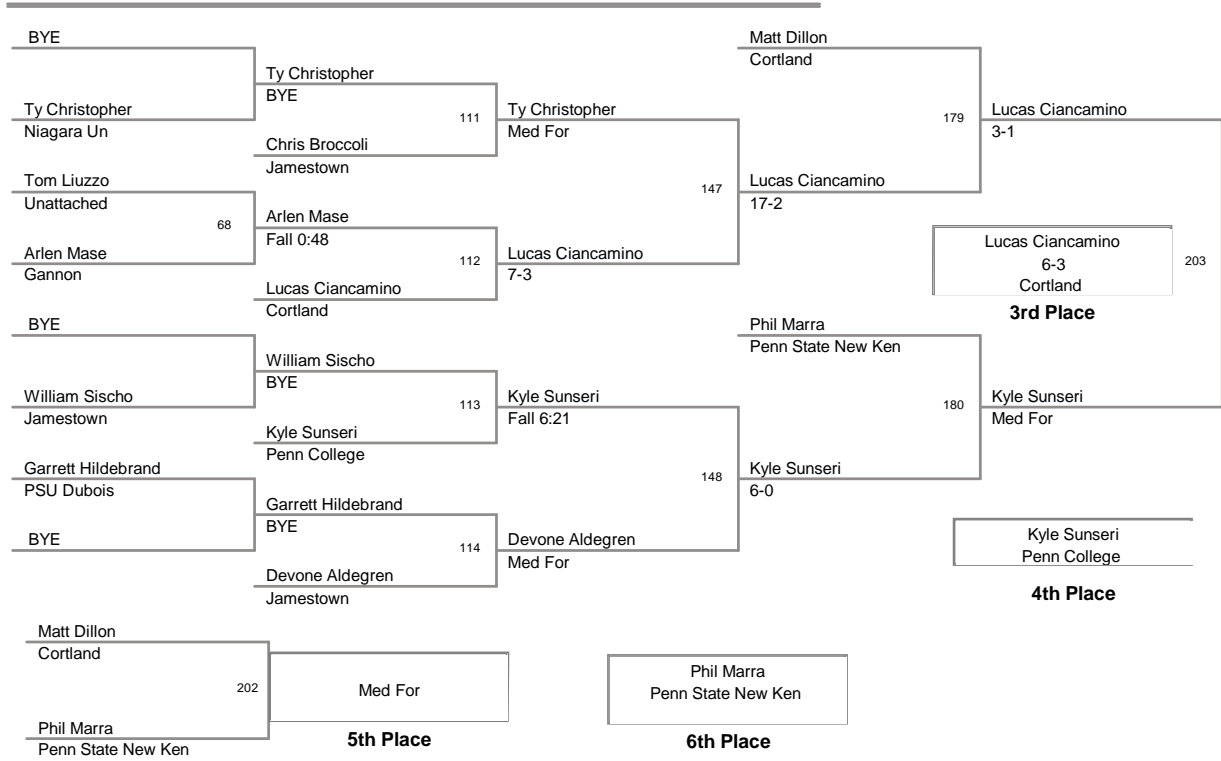 BYE
Ty Christopher
Niagara Un
Tom Liuzzo
Unattached
68
Arlen Mase
Gannon
BYE
William Sischo
Jamestown
Garrett Hildebrand
PSU Dubois
BYE
Ty Christopher
BYE
111
Chris Broccoli
Jamestown
Arlen Mase
Fall 0:48
112
Lucas Ciancamino
Cortland
William Sischo
BYE
113
Kyle Sunseri
Penn College
Garrett Hildebrand
BYE
114
Devone Aldegren
Jamestown
Ty Christopher
Med For
147
Lucas Ciancamino
7-3
Kyle Sunseri
Fall 6:21
148
Devone Aldegren
Med For
Matt Dillon
Cortland
179
Lucas Ciancamino
17-2
Phil Marra
Penn State New Ken
180
Kyle Sunseri
6-0
Lucas Ciancamino
3-1
Lucas Ciancamino
6-3
Cortland
203
3rd Place
Kyle Sunseri
Med For
Kyle Sunseri
Penn College
4th Place
Matt Dillon
Cortland
202
Phil Marra
Penn State New Ken
Med For
5th Place
Phil Marra
Penn State New Ken
6th Place